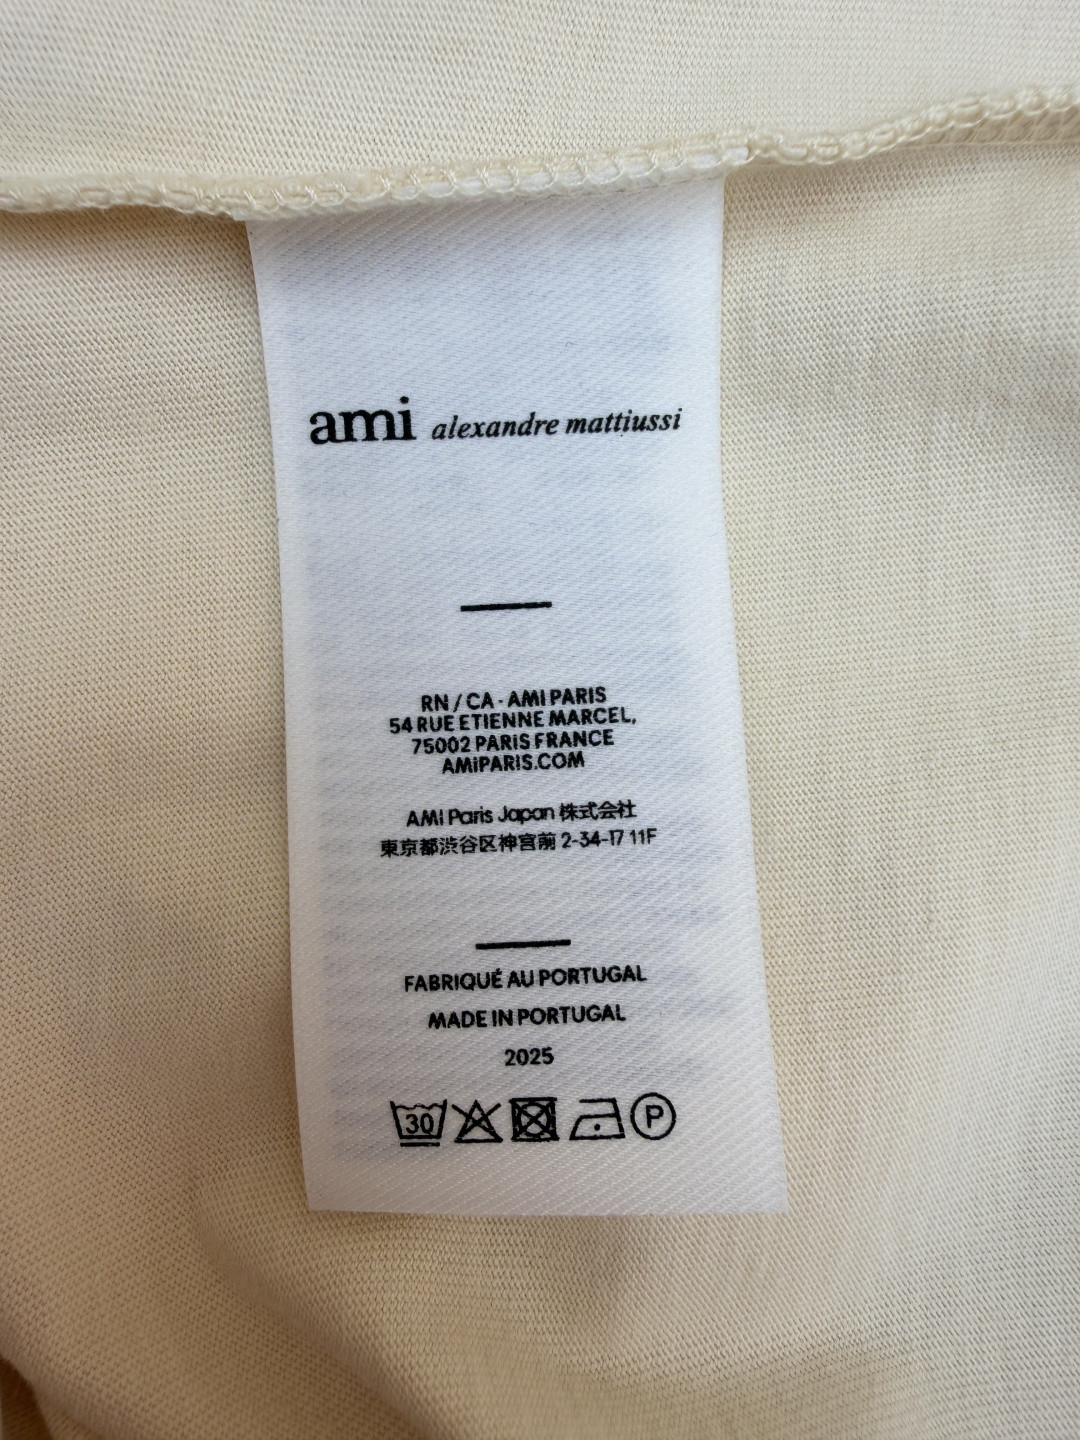 ami alexandre mattiussi
RN / CA - AMI PARIS
54 RUE ETIENNE MARCEL,
75002 PARIS FRANCE
AMIPARIS.COM
AMI Paris Japan 株式会社
東京都渋谷区神宮前 2-34-17 11F
FABRIQUÉ AU PORTUGAL
MADE IN PORTUGAL
2025
30 P